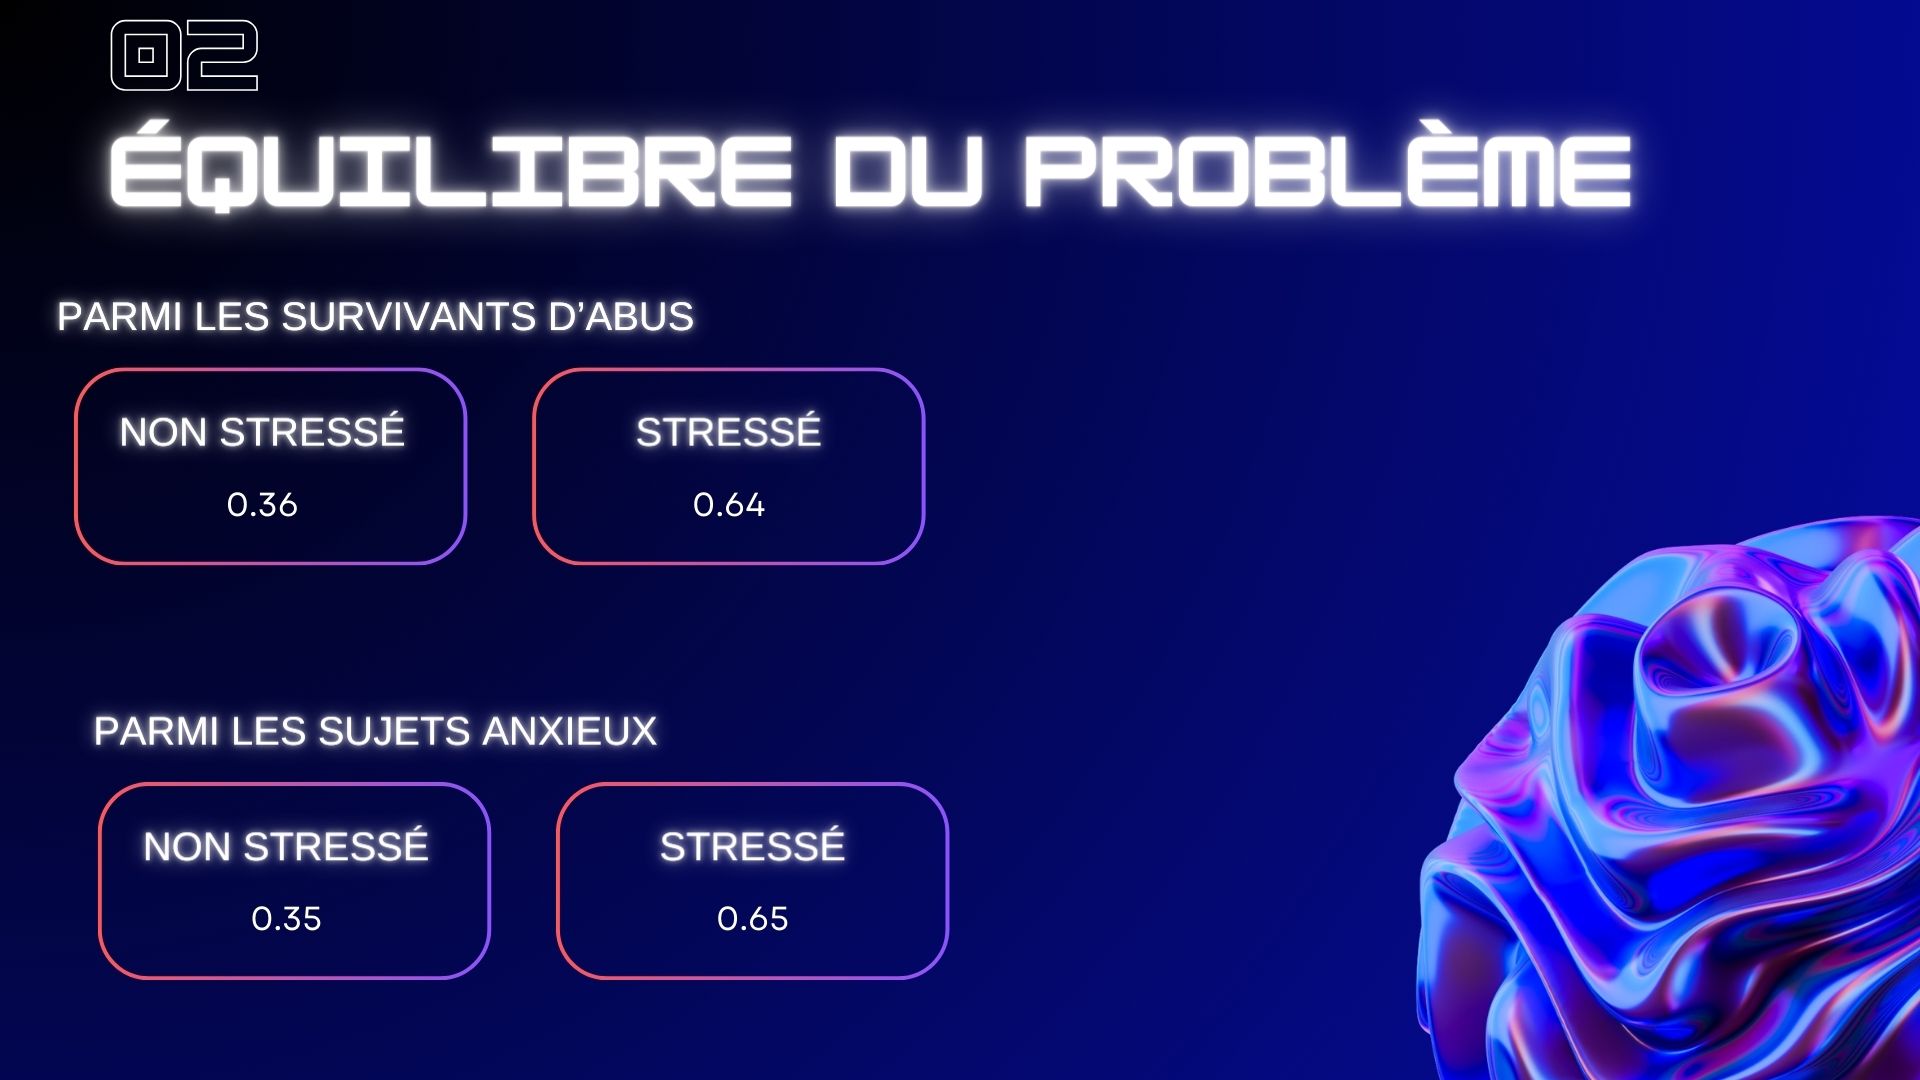 02
ÉQUILIBRE DU PROBLÈME
PARMI LES SURVIVANTS D’ABUS
NON STRESSÉ
0.36
STRESSÉ
0.64
PARMI LES SUJETS ANXIEUX
NON STRESSÉ
0.35
STRESSÉ
0.65